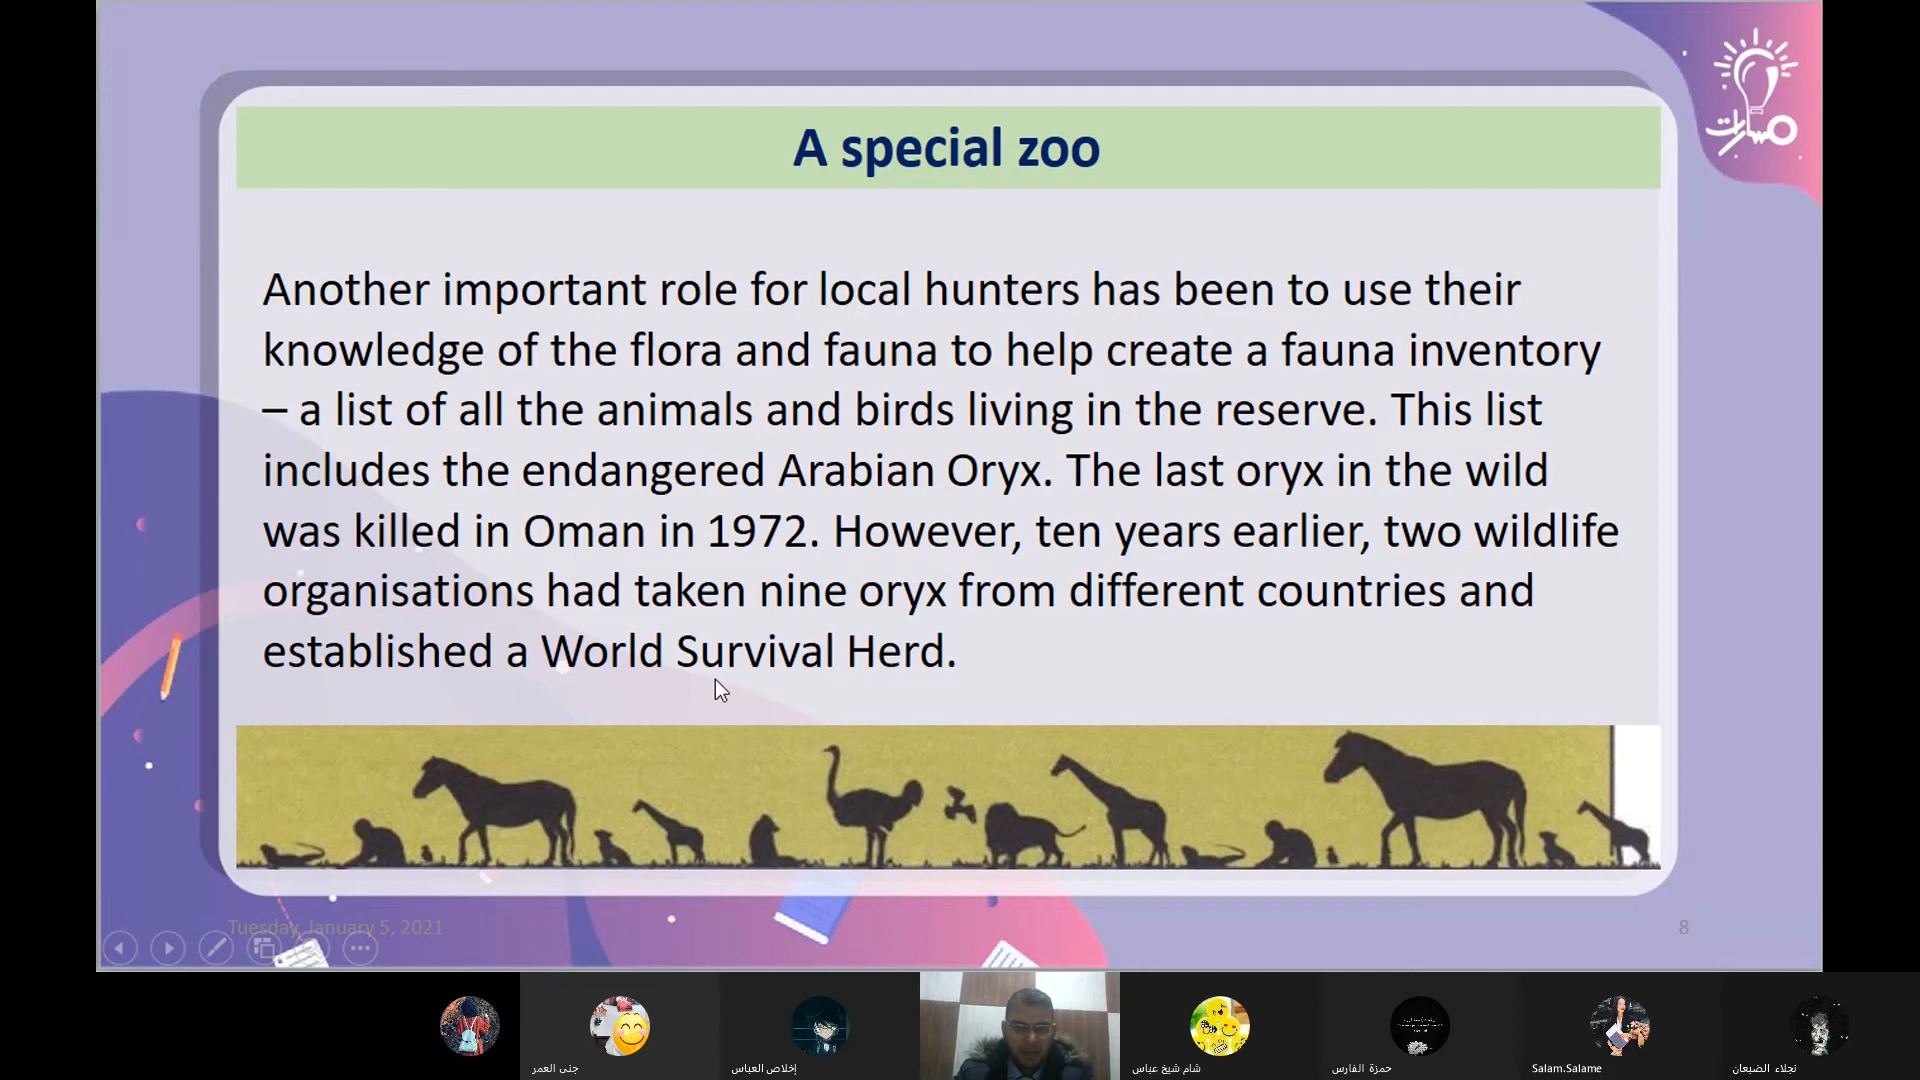 مسارات
A special zoo
Another important role for local hunters has been to use their
knowledge of the flora and fauna to help create a fauna inventory
– a list of all the animals and birds living in the reserve. This list
includes the endangered Arabian Oryx. The last oryx in the wild
was killed in Oman in 1972. However, ten years earlier, two wildlife
organisations had taken nine oryx from different countries and
established a World Survival Herd.
Tuesday, January 5, 2021
8
جنى العمر
إخلاص العباس
شام شيخ عباس
حمزة الفارس
Salam.Salame
نجلاء الضبعان